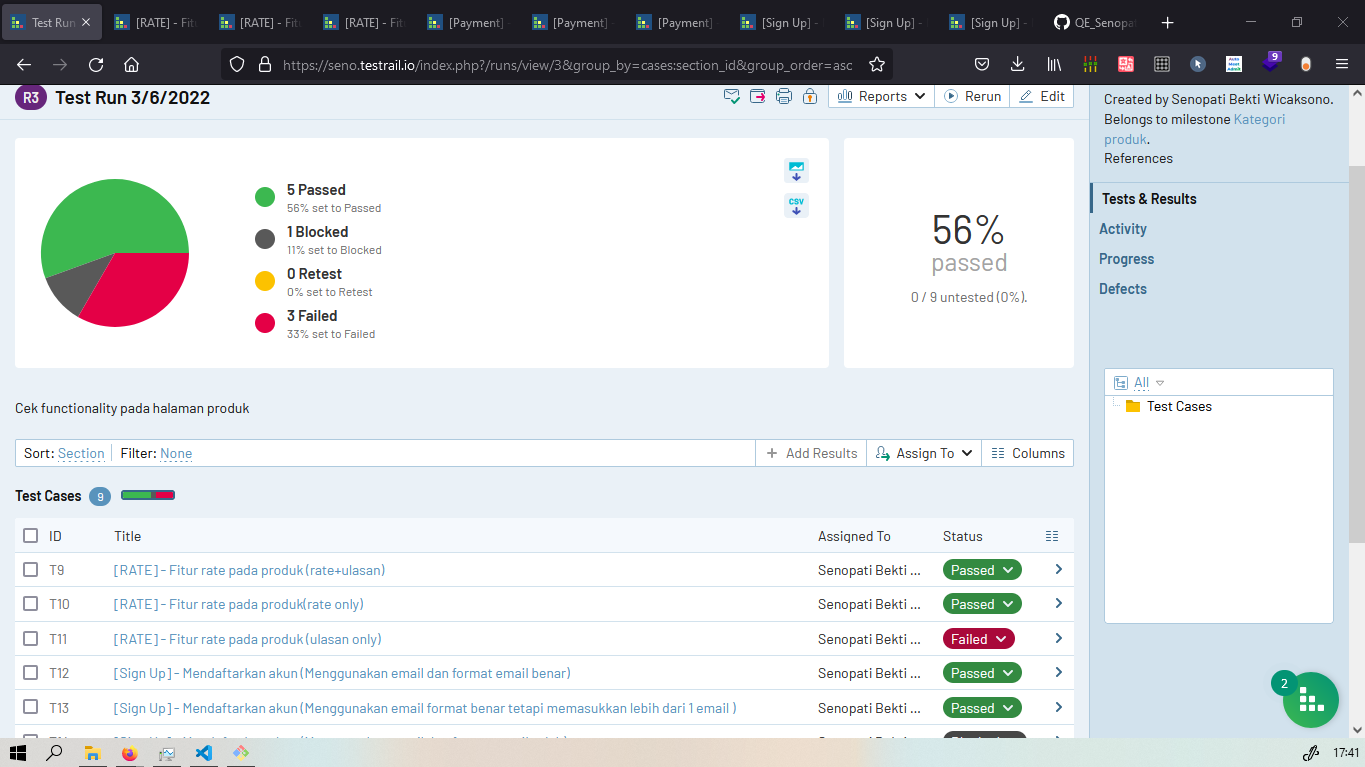 Test Run
[RATE] - Fitu
[RATE] - Fitu
[RATE] - Fitu
[Payment] -
[Payment] -
[Payment]
[Sign Up] -
[Sign Up] -
[Sign Up] -
QE_Senopa
https://seno.testrail.io/index.php?/runs/view/3&group_by=cases:section_id&group_order=asc
9
R3 Test Run 3/6/2022
Reports
Rerun
Edit
Created by Senopati Bekti Wicaksono.
Belongs to milestone Kategori
produk.
References
Tests & Results
Activity
Progress
Defects
5 Passed
56% set to Passed
1 Blocked
11% set to Blocked
0 Retest
0% set to Retest
3 Failed
33% set to Failed
CSV
56%
passed
0 / 9 untested (0%).
All
Test Cases
Cek functionality pada halaman produk
Sort: Section Filter: None
Add Results
Assign To
Columns
Test Cases 9
ID Title Assigned To Status
T9 [RATE] - Fitur rate pada produk (rate+ulasan) Senopati Bekti ... Passed
T10 [RATE] - Fitur rate pada produk(rate only) Senopati Bekti ... Passed
T11 [RATE] - Fitur rate pada produk (ulasan only) Senopati Bekti ... Failed
T12 [Sign Up] - Mendaftarkan akun (Menggunakan email dan format email benar) Senopati Bekti ... Passed
T13 [Sign Up] - Mendaftarkan akun (Menggunakan email format benar tetapi memasukkan lebih dari 1 email ) Senopati Bekti ... Passed
2
17:41